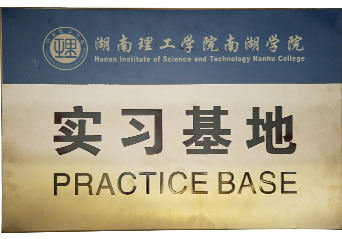 湖南理工学院南湖学院
Hunan Institute of Science and Technology Nanhu College
实习基地
PRACTICE BASE